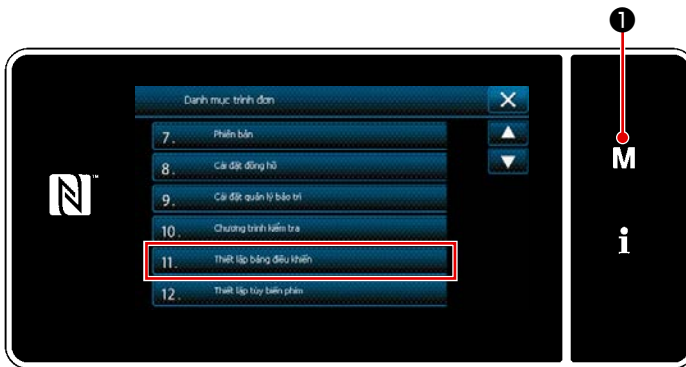 ❶
Danh mục trình đơn
7. Phiên bản
8. Cài đặt đồng hồ
9. Cài đặt quản lý bảo trì
10. Chương trình kiểm tra
11. Thiết lập bảng điều khiển
12. Thiết lập tùy biến phím
M
i